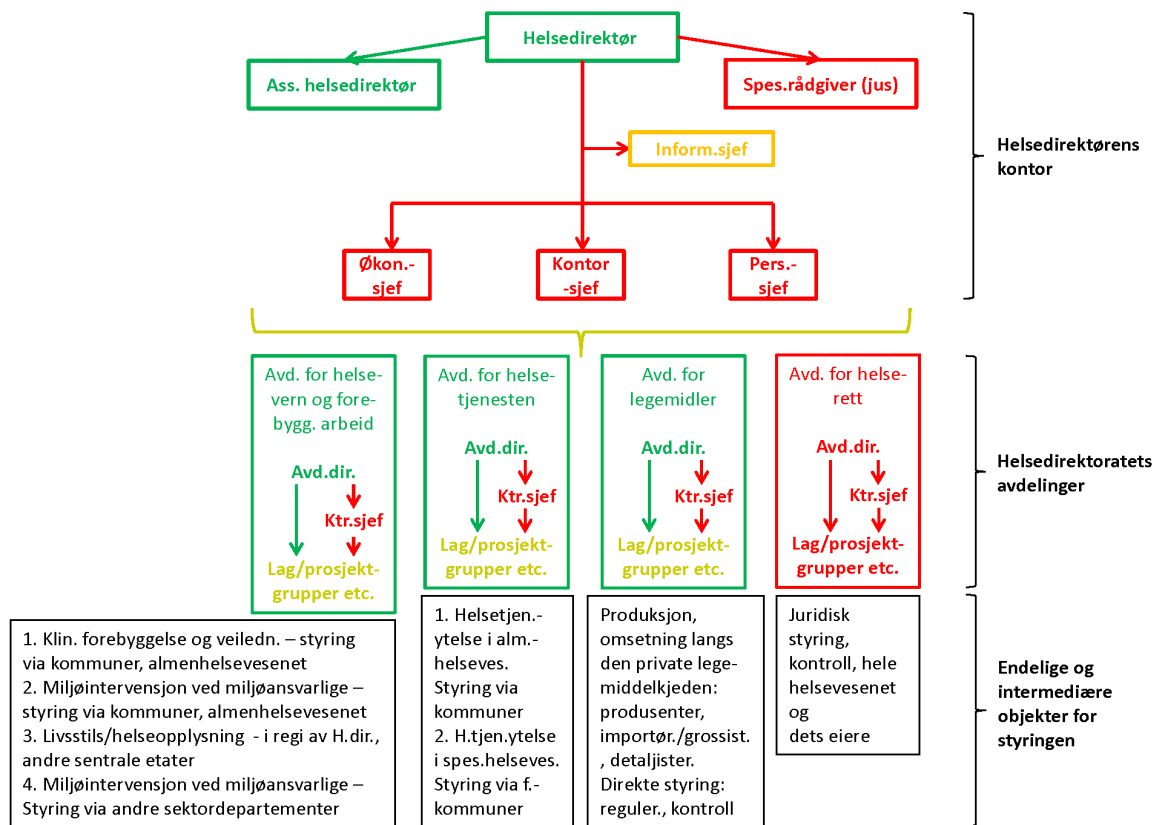 Helsedirektør
Ass. helsedirektør
Spes.rådgiver (jus)
Inform.sjef
Helsedirektørens
kontor
Økon.-
sjef
Kontor
-sjef
Pers.-
sjef
Avd. for helse-
vern og fore-
bygg. arbeid
Avd.dir.
Ktr.sjef
Lag/prosjekt-
grupper etc.
Avd. for helse-
tjenesten
Avd.dir.
Ktr.sjef
Lag/prosjekt-
grupper etc.
Avd. for
legemidler
Avd.dir.
Ktr.sjef
Lag/prosjekt-
grupper etc.
Avd. for helse-
rett
Avd.dir.
Ktr.sjef
Lag/prosjekt-
grupper etc.
Helsedirektoratets
avdelinger
1. Klin. forebyggelse og veiledn. – styring
via kommuner, almenhelsevesenet
2. Miljøintervensjon ved miljøansvarlige –
styring via kommuner, almenhelsevesenet
3. Livsstils/helseopplysning - i regi av H.dir.,
andre sentrale etater
4. Miljøintervensjon ved miljøansvarlige –
Styring via andre sektordepartementer
1. Helsetjen.-
ytelse i alm.-
helseves.
Styring via
kommuner
2. H.tjen.ytelse
i spes.helseves.
Styring via f.-
kommuner
Produksjon,
omsetning langs
den private lege-
middelkjeden:
produsenter,
importør./grossist.
, detaljister.
Direkte styring:
reguler., kontroll
Juridisk
styring,
kontroll, hele
helsevesenet
og
dets eiere
Endelige og
intermediære
objekter for
styringen